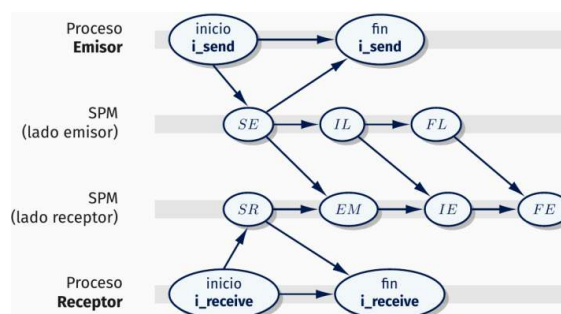 Proceso
Emisor
inicio
i_send
fin
i_send
SPM
(lado emisor)
SE
IL
FL
SPM
(lado receptor)
SR
EM
IE
FE
Proceso
Receptor
inicio
i_receive
fin
i_receive